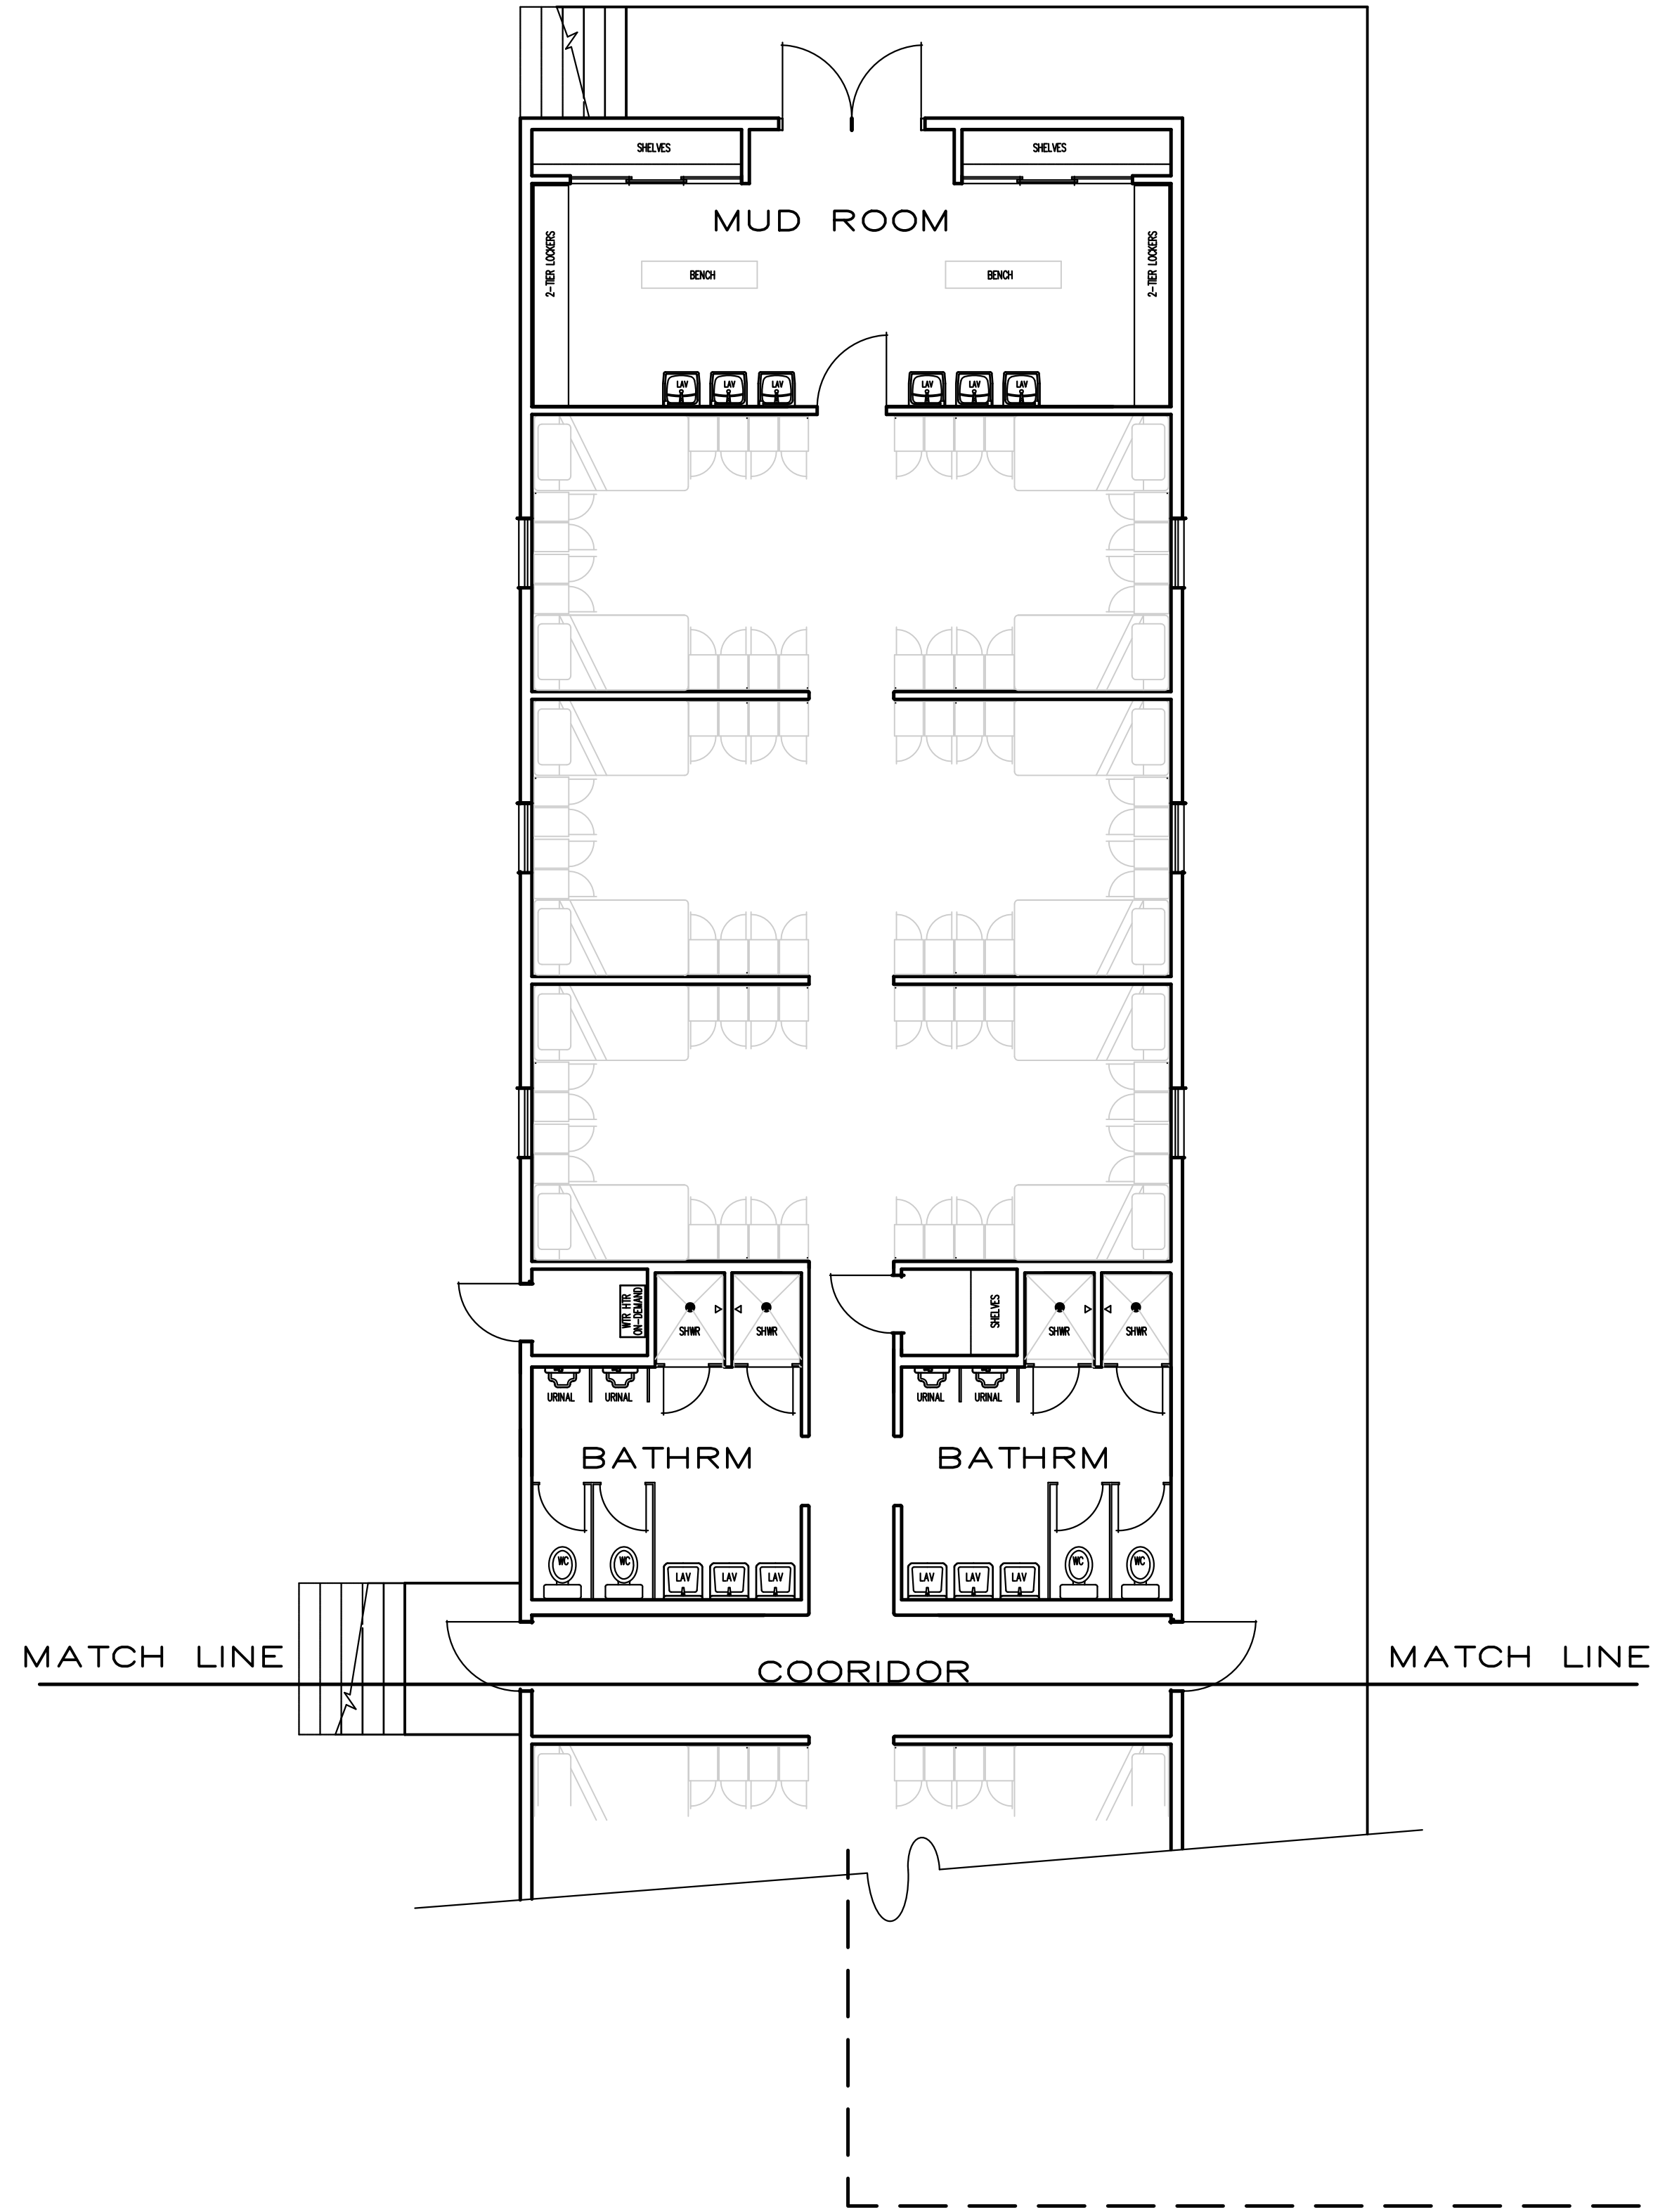 SHELVES
SHELVES
MUD ROOM
2-TIER LOCKERS
2-TIER LOCKERS
BENCH
BENCH
LAV
LAV
LAV
LAV
LAV
LAV
WTR HTR
ON-DEMAND
SHELVES
SHWR
SHWR
SHWR
SHWR
URINAL
URINAL
URINAL
URINAL
BATHRM
BATHRM
WC
WC
LAV
LAV
LAV
LAV
LAV
LAV
WC
WC
MATCH LINE
COORIDOR
MATCH LINE